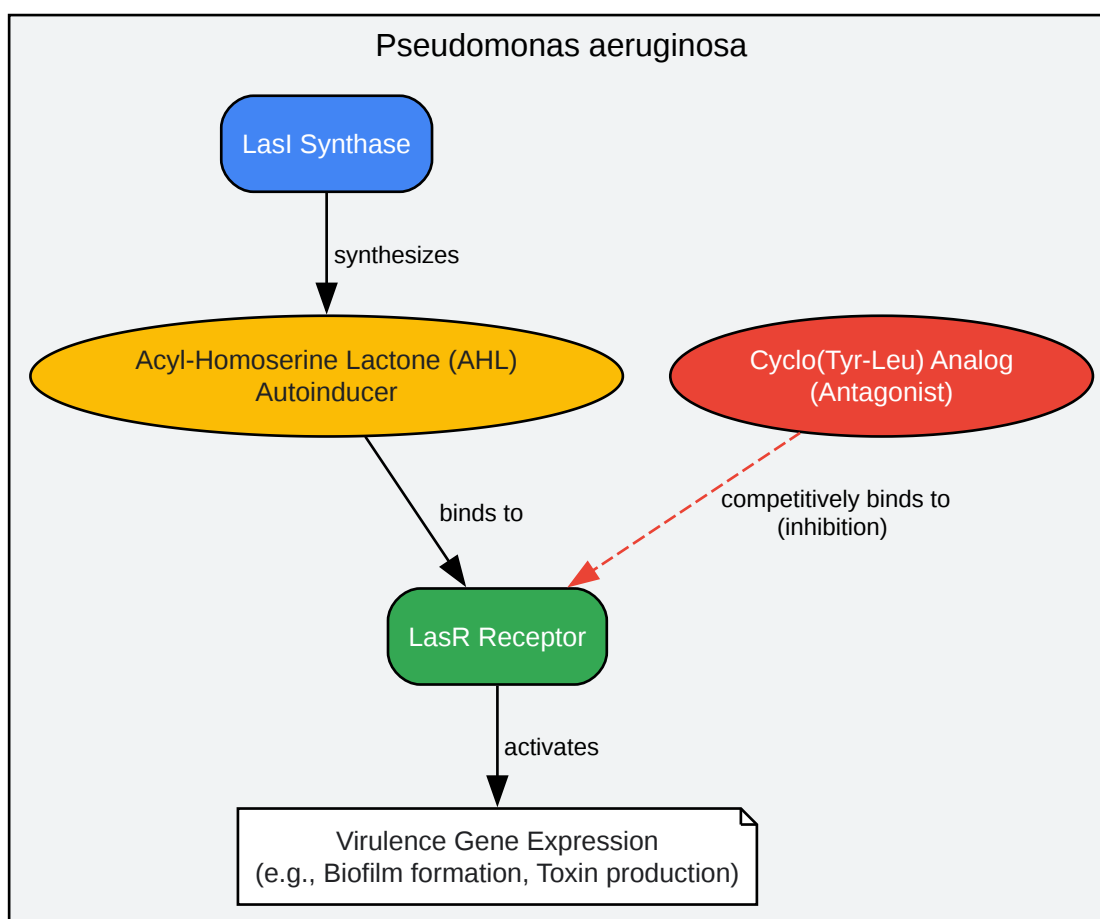 Pseudomonas aeruginosa
LasI Synthase
synthesizes
Acyl-Homoserine Lactone (AHL)
Autoinducer
Cyclo(Tyr-Leu) Analog
(Antagonist)
binds to
competitively binds to
(inhibition)
LasR Receptor
activates
Virulence Gene Expression
(e.g., Biofilm formation, Toxin production)